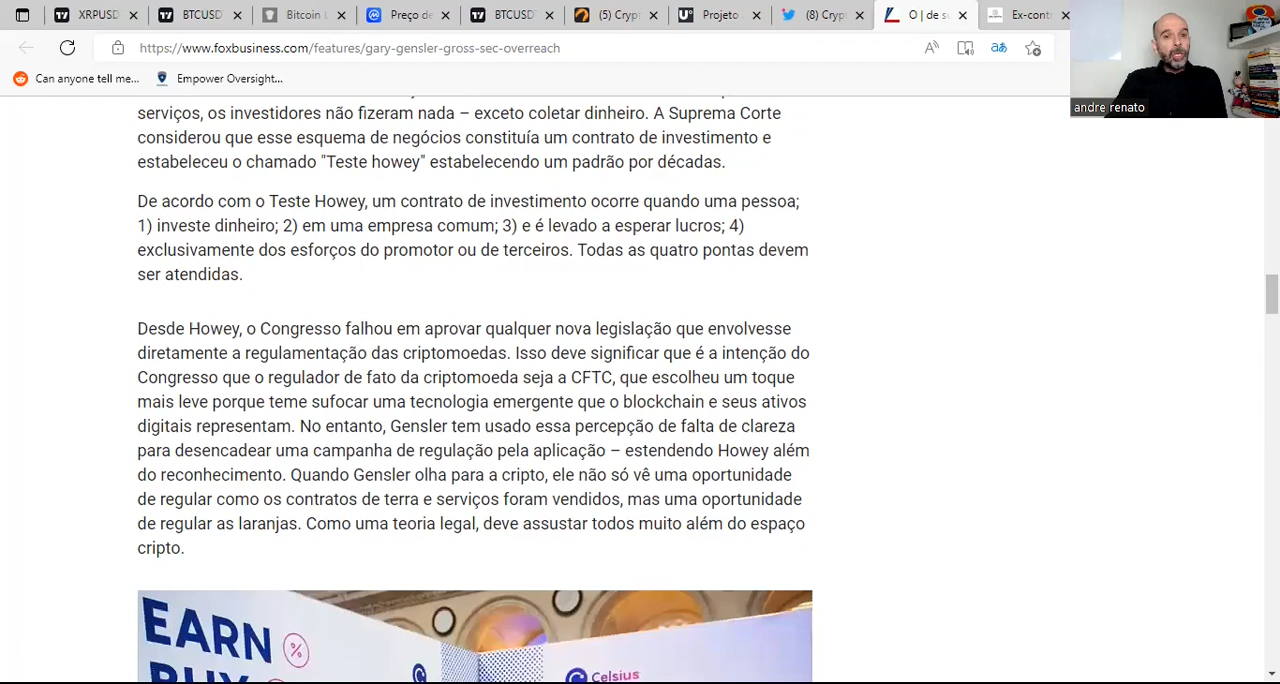 XRPUSD
BTCUSD
Bitcoin
Preço de
BTCUSDT
(5) Cryp
Projeto
(8) Cryp
O | de s
Ex-cont
https://www.foxbusiness.com/features/gary-gensler-gross-sec-overreach
Can anyone tell me...
Empower Oversight...
andre renato
serviços, os investidores não fizeram nada – exceto coletar dinheiro. A Suprema Corte
considerou que esse esquema de negócios constituía um contrato de investimento e
estabeleceu o chamado "Teste howey" estabelecendo um padrão por décadas.
De acordo com o Teste Howey, um contrato de investimento ocorre quando uma pessoa;
1) investe dinheiro; 2) em uma empresa comum; 3) e é levado a esperar lucros; 4)
exclusivamente dos esforços do promotor ou de terceiros. Todas as quatro pontas devem
ser atendidas.
Desde Howey, o Congresso falhou em aprovar qualquer nova legislação que envolvesse
diretamente a regulamentação das criptomoedas. Isso deve significar que é a intenção do
Congresso que o regulador de fato da criptomoeda seja a CFTC, que escolheu um toque
mais leve porque teme sufocar uma tecnologia emergente que o blockchain e seus ativos
digitais representam. No entanto, Gensler tem usado essa percepção de falta de clareza
para desencadear uma campanha de regulação pela aplicação – estendendo Howey além
do reconhecimento. Quando Gensler olha para a cripto, ele não só vê uma oportunidade
de regular como os contratos de terra e serviços foram vendidos, mas uma oportunidade
de regular as laranjas. Como uma teoria legal, deve assustar todos muito além do espaço
cripto.
EARN
BUY
Celsius